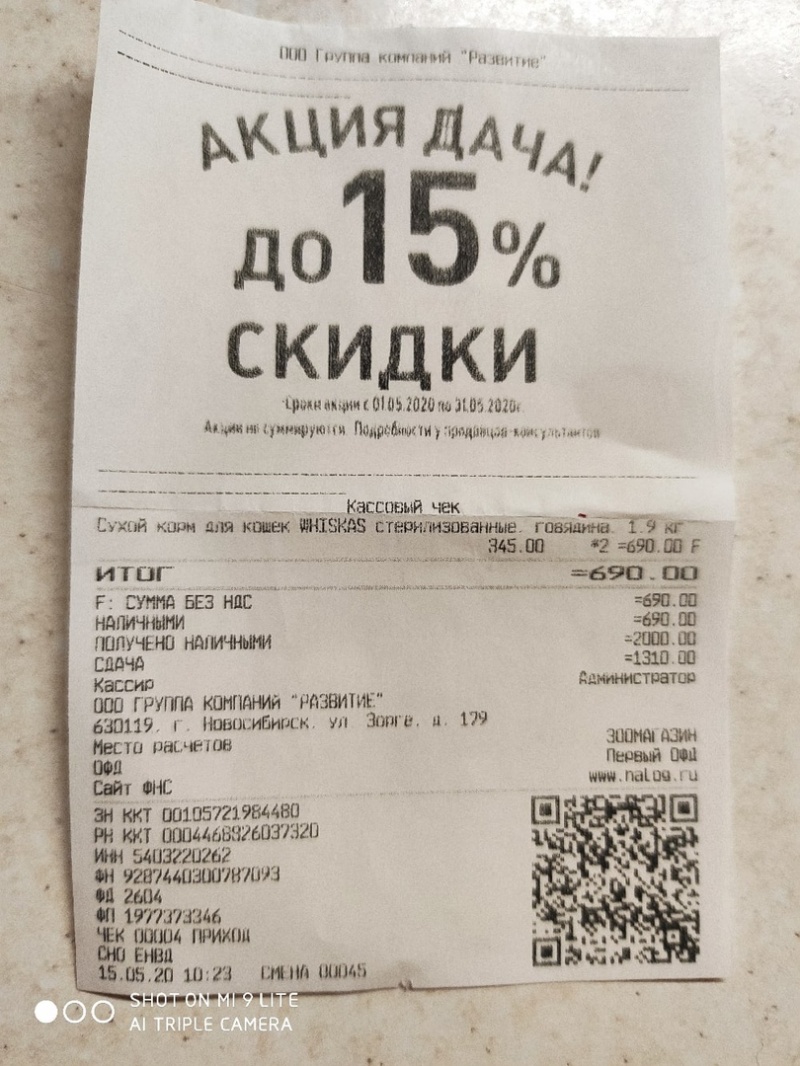 ООО Группа компаний "Развитие"
АКЦИЯ ДАЧА!
ДО 15%
СКИДКИ
Сроки акции с 01.05.2020 по 31.05.2020г.
Акции не суммируются. Подробности у продавцов-консультантов
Кассовый чек
Сухой корм для кошек WHISKAS стерилизованные. говядина. 1.9 кг
345.00 *2 =690.00 F
ИТОГ =690.00
F: СУММА БЕЗ НДС =690.00
НАЛИЧНЫМИ =690.00
ПОЛУЧЕНО НАЛИЧНЫМИ =2000.00
СДАЧА =1310.00
Кассир Администратор
ООО ГРУППА КОМПАНИЙ "РАЗВИТИЕ"
630119. г. Новосибирск. ул Зорге. д. 179
Место расчетов ЗООМАГАЗИН
ОФД Первый ОФД
Сайт ФНС www.nalog.ru
ЗН ККТ 00105721984480
РН ККТ 0004468826037320
ИНН 5403220262
ФН 9287440300787093
ФД 2604
ФП 1977373346
ЧЕК 00004 ПРИХОД
СНО ЕНВД
15.05.20 10:23 СМЕНА 00045
SHOT ON MI 9 LITE
AI TRIPLE CAMERA